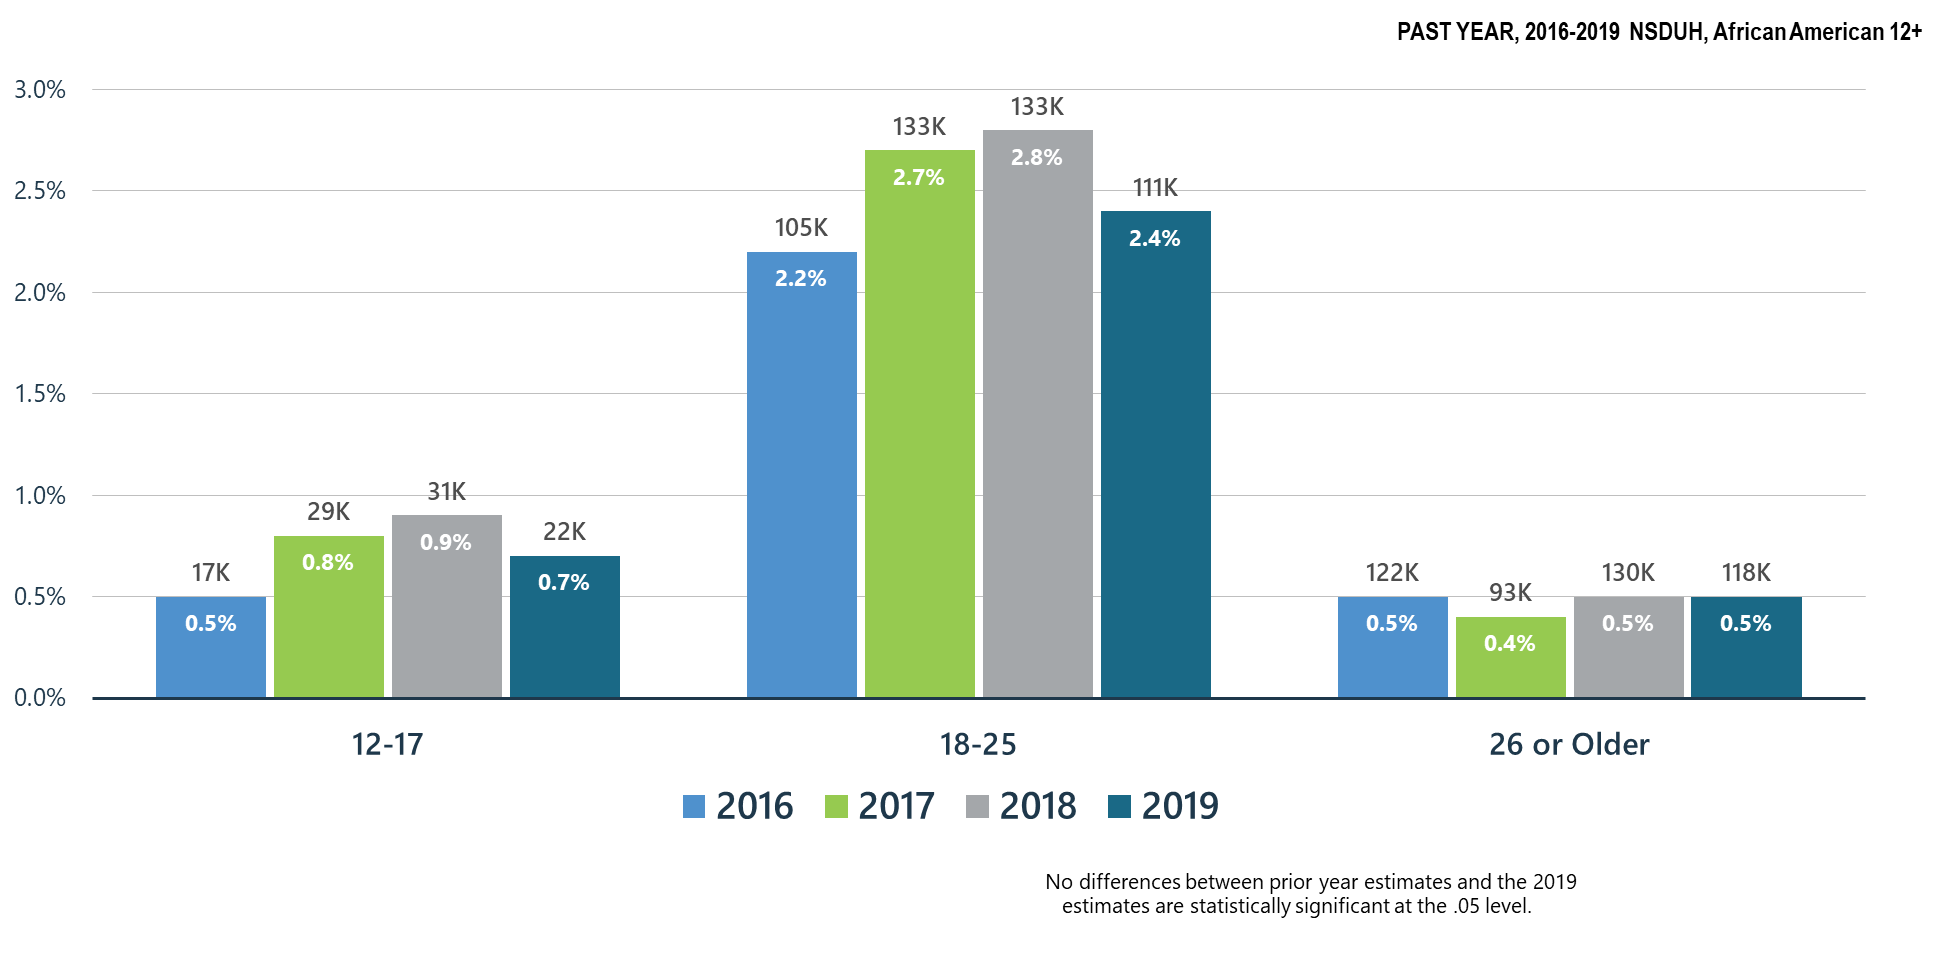 PAST YEAR, 2016-2019 NSDUH, African American 12+
3.0%
2.5%
2.0%
1.5%
1.0%
0.5%
0.0%
17K
0.5%
29K
0.8%
31K
0.9%
22K
0.7%
105K
2.2%
133K
2.7%
133K
2.8%
111K
2.4%
122K
0.5%
93K
0.4%
130K
0.5%
118K
0.5%
12-17
18-25
26 or Older
2016
2017
2018
2019
No differences between prior year estimates and the 2019
estimates are statistically significant at the .05 level.